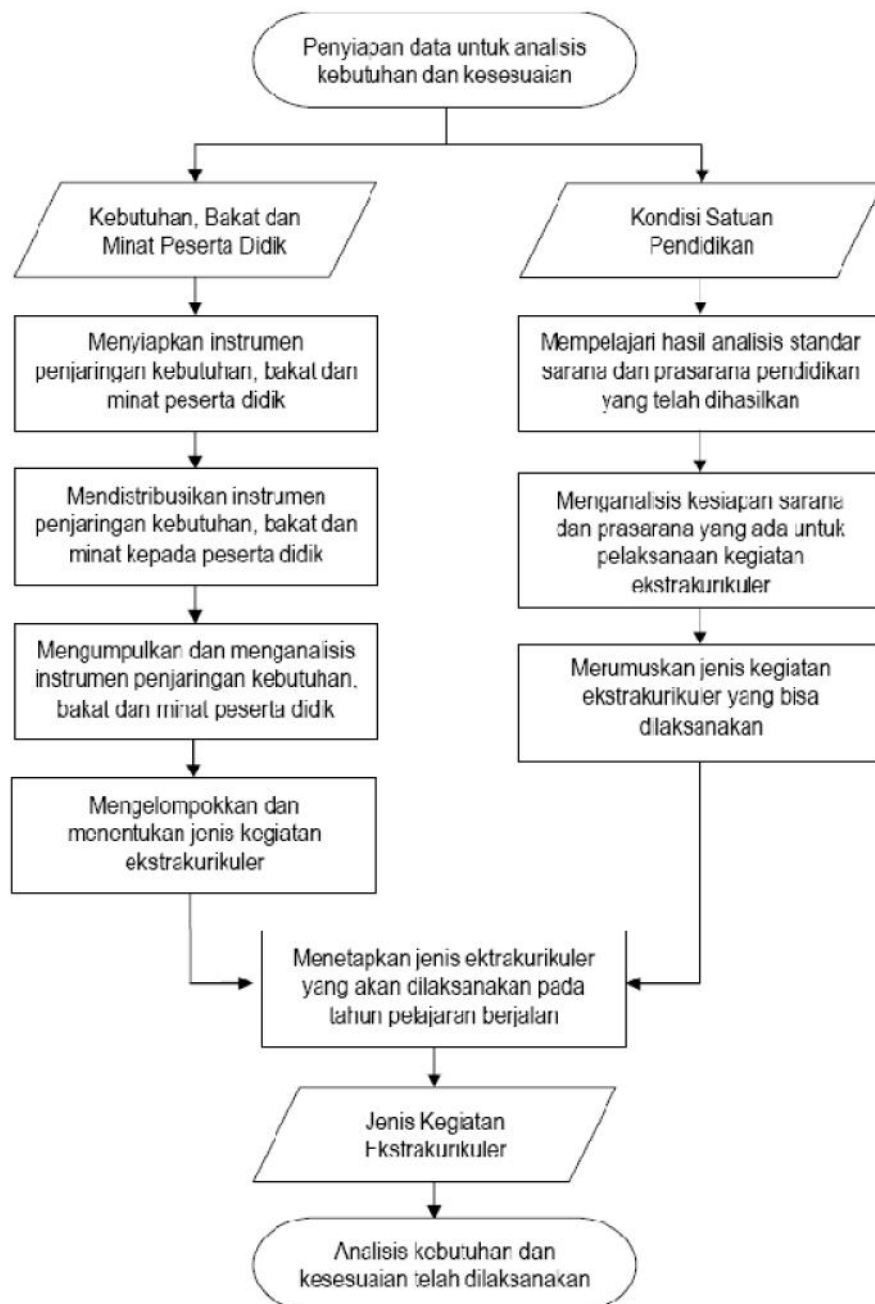 Penyiapan data untuk analisis
kebutuhan dan kesesuaian
Kebutuhan, Bakat dan
Minat Peserta Didik
Kondisi Satuan
Pendidikan
Menyiapkan instrumen
penjaringan kebutuhan, bakat dan
minat peserta didik
Mempelajari hasil analisis standar
sarana dan prasarana pendidikan
yang telah dihasilkan
Mendistribusikan instrumen
penjaringan kebutuhan, bakat dan
minat kepada peserta didik
Menganalisis kesiapan sarana
dan prasarana yang ada untuk
pelaksanaan kegiatan
ekstrakurikuler
Mengumpulkan dan menganalisis
instrumen penjaringan kebutuhan,
bakat dan minat peserta didik
Merumuskan jenis kegiatan
ekstrakurikuler yang bisa
dilaksanakan
Mengelompokkan dan
menentukan jenis kegiatan
ekstrakurikuler
Menetapkan jenis ektrakurikuler
yang akan dilaksanakan pada
tahun pelajaran berjalan
Jenis Kegiatan
Ekstrakurikuler
Analisis kebutuhan dan
kesesuaian telah dilaksanakan